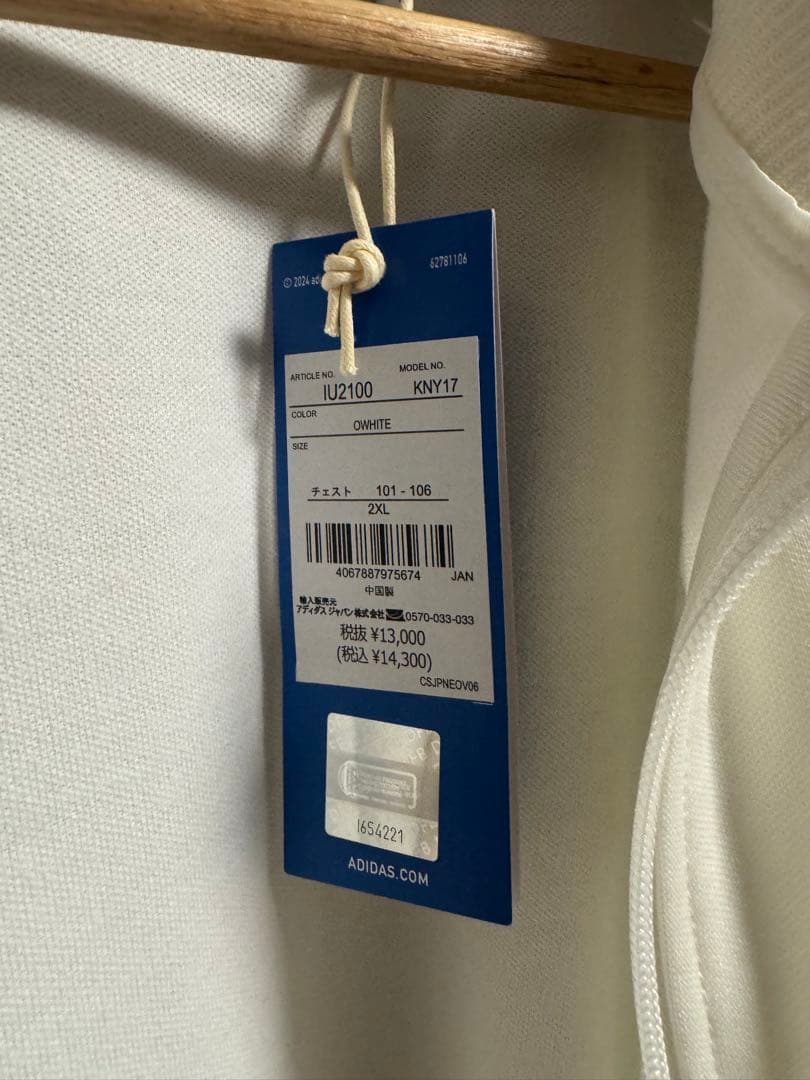 © 2024 adi
62781106
ARTICLE NO. MODEL NO.
IU2100 KNY17
COLOR
OWHITE
SIZE
チェスト 101 - 106
2XL
4067887975674 JAN
中国製
輸入販売元
アディダス ジャパン株式会社 0570-033-033
税抜 ¥13,000
(税込 ¥14,300)
CSJPNEOV06
I654221
ADIDAS.COM